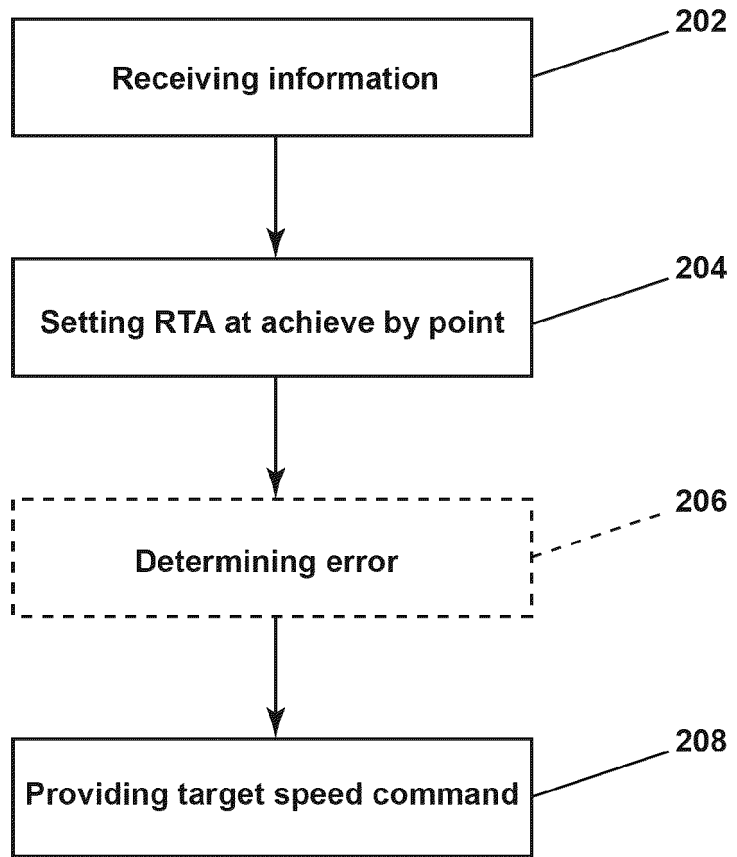 202
Receiving information
204
Setting RTA at achieve by point
206
Determining error
208
Providing target speed command